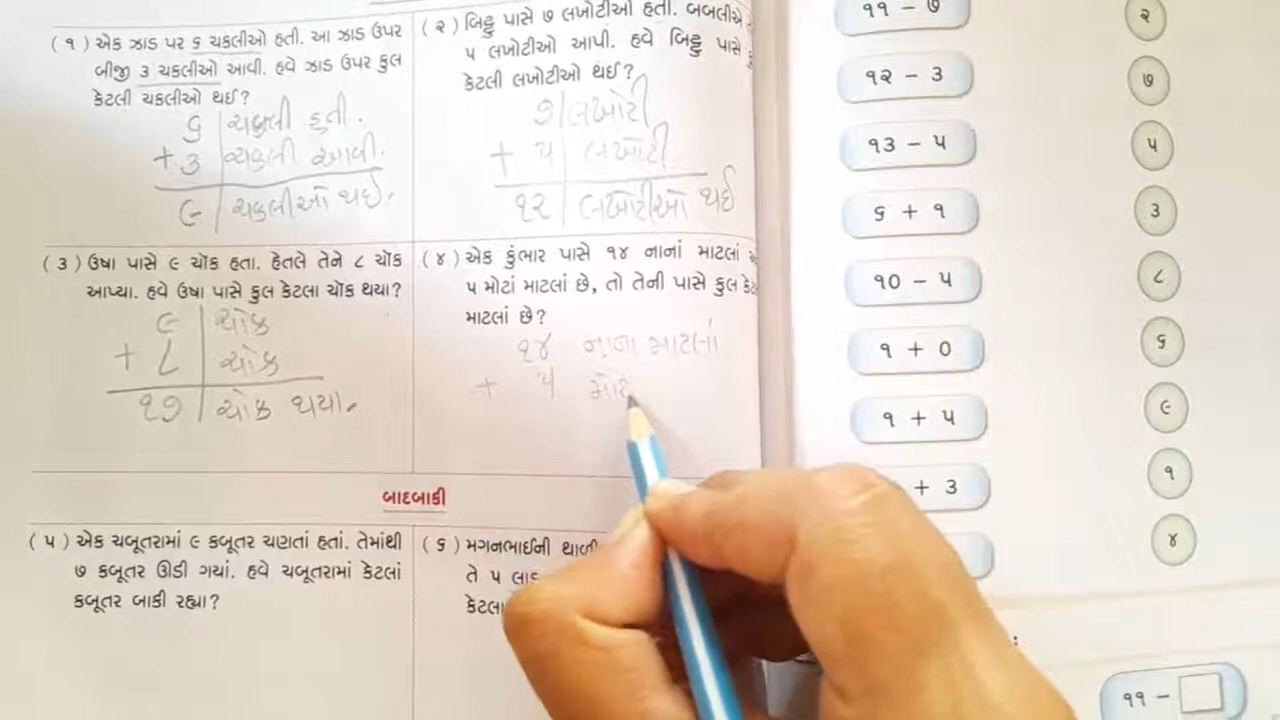 (૧) એક ઝાડ પર ૬ ચકલીઓ હતી. આ ઝાડ ઉપર
બીજી ૩ ચકલીઓ આવી. હવે ઝાડ ઉપર કુલ
કેટલી ચકલીઓ થઈ?
૬ ચકલી હતી.
+ ૩ ચકલી આવી.
૯ ચકલીઓ થઈ.
(૨) બિટ્ટુ પાસે ૭ લખોટીઓ હતી. બબલીએ
૫ લખોટીઓ આપી. હવે બિટ્ટુ પાસે
કેટલી લખોટીઓ થઈ?
૭ લખોટી
+ ૫ લખોટી
૧૨ લખોટીઓ થઈ
(૩) ઉષા પાસે ૯ ચૉક હતા. હેતલે તેને ૮ ચૉક
આપ્યા. હવે ઉષા પાસે કુલ કેટલા ચૉક થયા?
૯ ચોક
+ ૮ ચોક
૧૭ ચોક થયા.
(૪) એક કુંભાર પાસે ૧૪ નાનાં માટલાં
૫ મોટાં માટલાં છે, તો તેની પાસે કુલ
માટલાં છે?
૧૪ નાના માટલાં
+ ૫
બાદબાકી
(૫) એક ચબૂતરામાં ૯ કબૂતર ચણતાં હતાં. તેમાંથી
૭ કબૂતર ઊડી ગયાં. હવે ચબૂતરામાં કેટલાં
કબૂતર બાકી રહ્યા?
(૬) મગનભાઈની
તે ૫
૧૧ - ૭
૧૨ - ૩
૧૩ - ૫
૬ + ૧
૧૦ - ૫
૧ + ૦
૧ + ૫
+ ૩
૨
૭
૫
૩
૮
૬
૯
૧
૪
૧૧ -